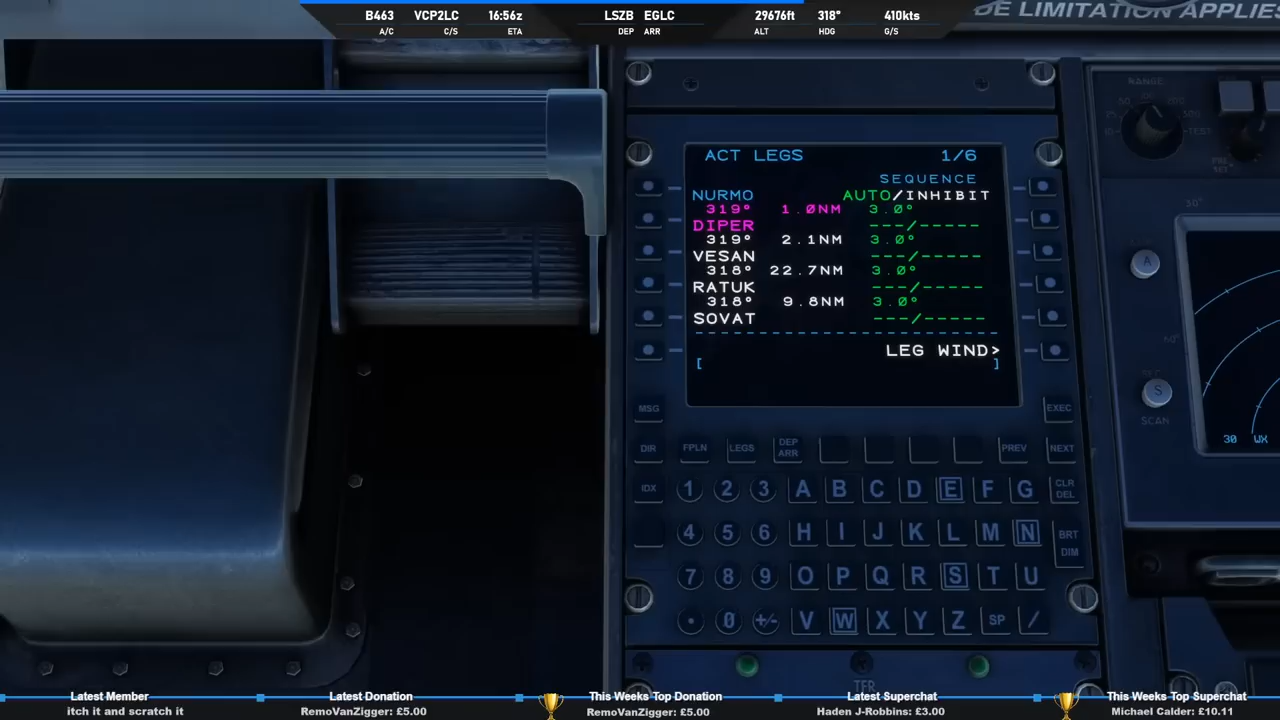 B463 VCP2LC 16:56z LSZB EGLC 29676ft 318° 410kts
A/C C/S ETA DEP ARR ALT HDG G/S
DE LIMITATION APPLIES
ACT LEGS 1/6
SEQUENCE
NURMO AUTO/INHIBIT
319° 1.0NM 3.0°
DIPER ---/-----
319° 2.1NM 3.0°
VESAN ---/-----
318° 22.7NM 3.0°
RATUK ---/-----
318° 9.8NM 3.0°
SOVAT ---/-----
LEG WIND>
[ ]
RANGE
TEST
A
S
SCAN
30 WX
MSG EXEC
DIR FPLN LEGS DEP ARR PREV NEXT
IDX 1 2 3 A B C D E F G CLR DEL
4 5 6 H I J K L M N BRT DIM
7 8 9 O P Q R S T U
. 0 +/- V W X Y Z SP /
TFR
Latest Member Latest Donation This Weeks Top Donation Latest Superchat This Weeks Top Superchat
itch it and scratch it RemoVanZigger: £5.00 RemoVanZigger: £5.00 Haden J-Robbins: £3.00 Michael Calder: £10.11